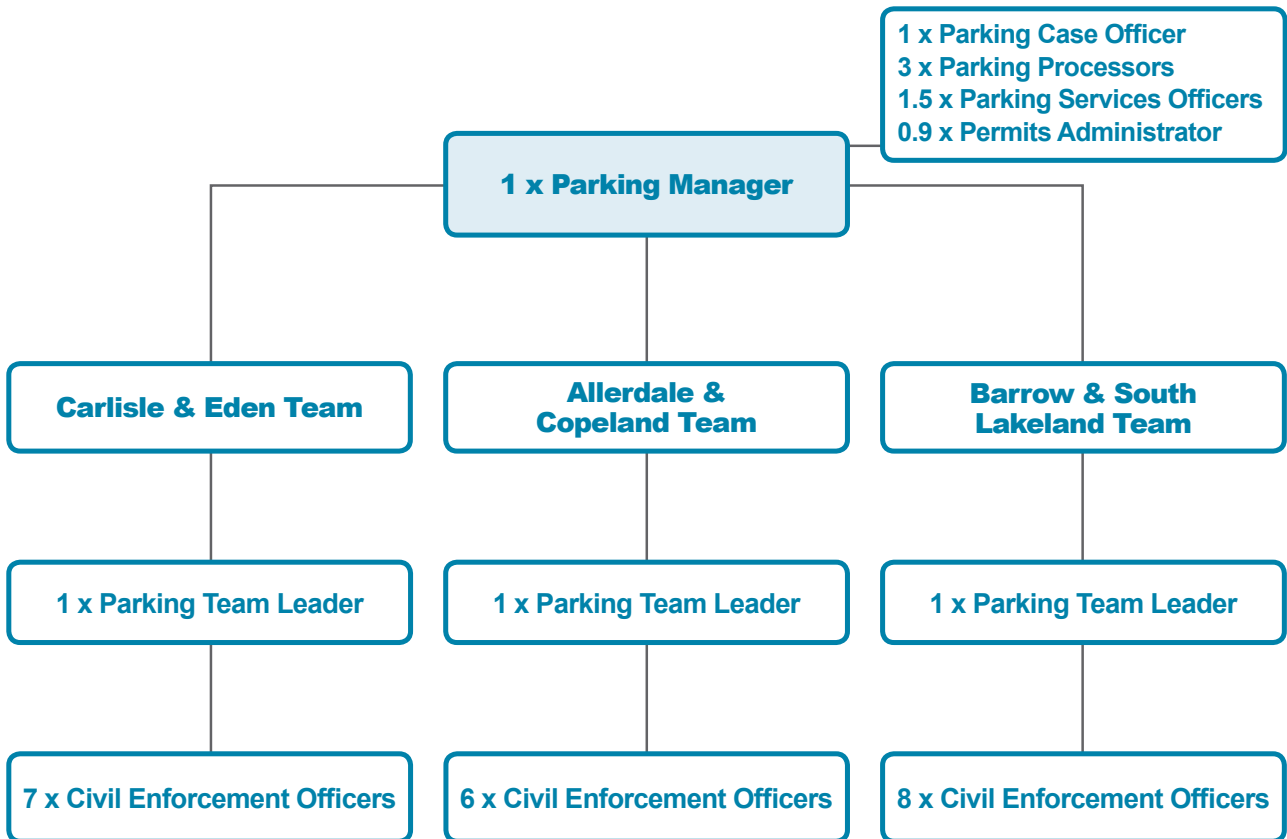 1 x Parking Case Officer
3 x Parking Processors
1.5 x Parking Services Officers
0.9 x Permits Administrator
1 x Parking Manager
Carlisle & Eden Team
Allerdale &
Copeland Team
Barrow & South
Lakeland Team
1 x Parking Team Leader
1 x Parking Team Leader
1 x Parking Team Leader
7 x Civil Enforcement Officers
6 x Civil Enforcement Officers
8 x Civil Enforcement Officers